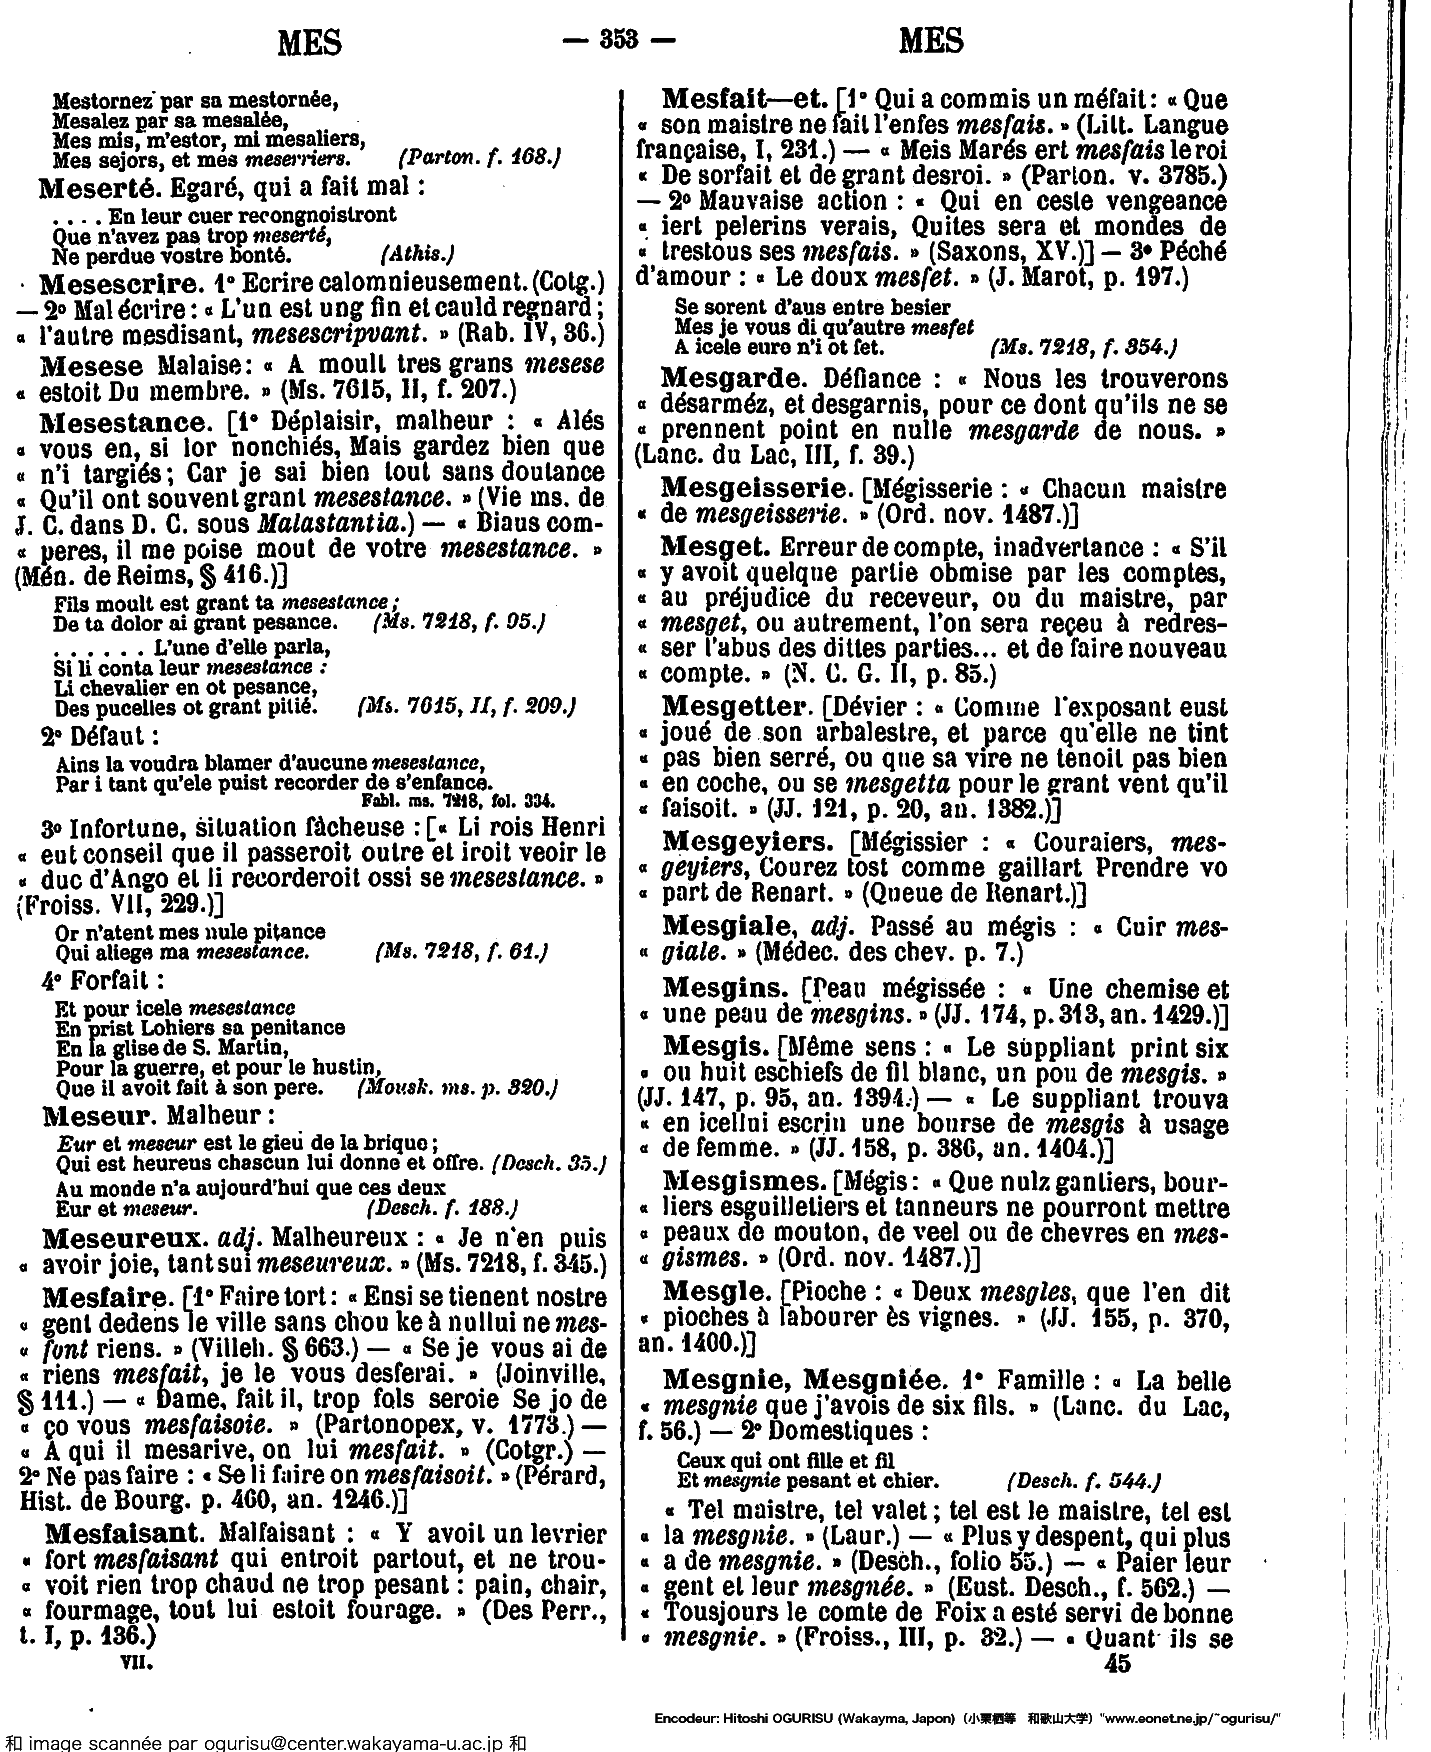 MES — 353 — MES
Mestornez par sa mestornée,
Mesalez par sa mesalée,
Mes mis, m'estor, mi mesaliers,
Mes sejors, et mes meserriers. (Parton. f. 168.)
Meserté. Egaré, qui a fait mal :
. . . . En leur cuer recongnoistront
Que n'avez pas trop meserté,
Ne perdue vostre bonté. (Athis.)
Mesescrire. 1° Ecrire calomnieusement. (Cotg.)
— 2° Mal écrire : « L'un est ung fin et cauld regnard ;
« l'autre mesdisant, mesescripvant. » (Rab. IV, 36.)
Mesese Malaise : « A moult tres grans mesese
« estoit Du membre. » (Ms. 7615, II, f. 207.)
Mesestance. [1° Déplaisir, malheur : « Alés
« vous en, si lor nonchiés, Mais gardez bien que
« n'i targiés ; Car je sai bien tout sans doutance
« Qu'il ont souvent grant mesestance. » (Vie ms. de
J. C. dans D. C. sous Malastantia.) — « Biaus com-
« peres, il me poise mout de votre mesestance. »
(Mén. de Reims, § 416.)]
Fils moult est grant ta mesestance ;
De ta dolor ai grant pesance. (Ms. 7218, f. 95.)
. . . . . . L'une d'elle parla,
Si li conta leur mesestance :
Li chevalier en ot pesance,
Des pucelles ot grant pitié. (Ms. 7615, II, f. 209.)
2° Défaut :
Ains la voudra blamer d'aucune mesestance,
Par i tant qu'ele puist recorder de s'enfance.
Fabl. ms. 7218, fol. 334.
3° Infortune, situation fâcheuse : [« Li rois Henri
« eut conseil que il passeroit outre et iroit veoir le
« duc d'Ango et li recorderoit ossi se mesestance. »
(Froiss. VII, 229.)]
Or n'atent mes nule pitance
Qui aliege ma mesestance. (Ms. 7218, f. 61.)
4° Forfait :
Et pour icele mesestance
En prist Lohiers sa penitance
En la glise de S. Martin,
Pour la guerre, et pour le hustin,
Que il avoit fait à son pere. (Mousk. ms. p. 320.)
Meseur. Malheur :
Eur et meseur est le gieu de la brique ;
Qui est heureus chascun lui donne et offre. (Desch. 35.)
Au monde n'a aujourd'hui que ces deux
Eur et meseur. (Desch. f. 188.)
Meseureux. adj. Malheureux : « Je n'en puis
« avoir joie, tant sui meseureux. » (Ms. 7218, f. 345.)
Mesfaire. [1° Faire tort : « Ensi se tienent nostre
« gent dedens le ville sans chou ke à nullui ne mes-
« font riens. » (Villeh. § 663.) — « Se je vous ai de
« riens mesfait, je le vous desferai. » (Joinville,
§ 111.) — « Dame, fait il, trop fols seroie Se jo de
« ço vous mesfaisoie. » (Partonopex, v. 1773.) —
« A qui il mesarive, on lui mesfait. » (Cotgr.) —
2° Ne pas faire : « Se li faire on mesfaisoit. » (Pérard,
Hist. de Bourg. p. 460, an. 1246.)]
Mesfaisant. Malfaisant : « Y avoit un levrier
« fort mesfaisant qui entroit partout, et ne trou-
« voit rien trop chaud ne trop pesant : pain, chair,
« fourmage, tout lui estoit fourage. » (Des Perr.,
t. I, p. 136.)
VII.
Mesfait—et. [1° Qui a commis un méfait : « Que
« son maistre ne fait l'enfes mesfais. » (Litt. Langue
française, I, 231.) — « Meis Marés ert mesfais le roi
« De sorfait et de grant desroi. » (Parton. v. 3785.)
— 2° Mauvaise action : « Qui en ceste vengeance
« iert pelerins verais, Quites sera et mondes de
« trestous ses mesfais. » (Saxons, XV.)] — 3° Péché
d'amour : « Le doux mesfet. » (J. Marot, p. 197.)
Se sorent d'aus entre besier
Mes je vous di qu'autre mesfet
A icele eure n'i ot fet. (Ms. 7218, f. 354.)
Mesgarde. Défiance : « Nous les trouverons
« désarméz, et desgarnis, pour ce dont qu'ils ne se
« prennent point en nulle mesgarde de nous. »
(Lanc. du Lac, III, f. 39.)
Mesgeisserie. [Mégisserie : « Chacun maistre
« de mesgeisserie. » (Ord. nov. 1487.)]
Mesget. Erreur de compte, inadvertance : « S'il
« y avoit quelque partie obmise par les comptes,
« au préjudice du receveur, ou du maistre, par
« mesget, ou autrement, l'on sera reçeu à redres-
« ser l'abus des dittes parties... et de faire nouveau
« compte. » (N. C. G. II, p. 85.)
Mesgetter. [Dévier : « Comme l'exposant eust
« joué de son arbalestre, et parce qu'elle ne tint
« pas bien serré, ou que sa vire ne tenoit pas bien
« en coche, ou se mesgetta pour le grant vent qu'il
« faisoit. » (JJ. 121, p. 20, an. 1382.)]
Mesgeyiers. [Mégissier : « Couraiers, mes-
« geyiers, Courez tost comme gaillart Prendre vo
« part de Renart. » (Queue de Renart.)]
Mesgiale, adj. Passé au mégis : « Cuir mes-
« giale. » (Médec. des chev. p. 7.)
Mesgins. [Peau mégissée : « Une chemise et
« une peau de mesgins. » (JJ. 174, p. 313, an. 1429.)]
Mesgis. [Même sens : « Le suppliant print six
« ou huit eschiefs de fil blanc, un pou de mesgis. »
(JJ. 147, p. 95, an. 1394.) — « Le suppliant trouva
« en icellui escrin une bourse de mesgis à usage
« de femme. » (JJ. 158, p. 386, an. 1404.)]
Mesgismes. [Mégis : « Que nulz gantiers, bour-
« liers esguilletiers et tanneurs ne pourront mettre
« peaux de mouton, de veel ou de chevres en mes-
« gismes. » (Ord. nov. 1487.)]
Mesgle. [Pioche : « Deux mesgles, que l'en dit
« pioches à labourer ès vignes. » (JJ. 155, p. 370,
an. 1400.)]
Mesgnie, Mesgniée. 1° Famille : « La belle
« mesgnie que j'avois de six fils. » (Lanc. du Lac,
f. 56.) — 2° Domestiques :
Ceux qui ont fille et fil
Et mesgnie pesant et chier. (Desch. f. 544.)
« Tel maistre, tel valet ; tel est le maistre, tel est
« la mesgnie. » (Laur.) — « Plus y despent, qui plus
« a de mesgnie. » (Desch., folio 55.) — « Paier leur
« gent et leur mesgnée. » (Eust. Desch., f. 562.) —
« Tousjours le comte de Foix a esté servi de bonne
« mesgnie. » (Froiss., III, p. 32.) — « Quant ils se
45
Encodeur: Hitoshi OGURISU (Wakayma, Japon) (小栗栖等 和歌山大学) "www.eonet.ne.jp/~ogurisu/"
和 image scannée par ogurisu@center.wakayama-u.ac.jp 和